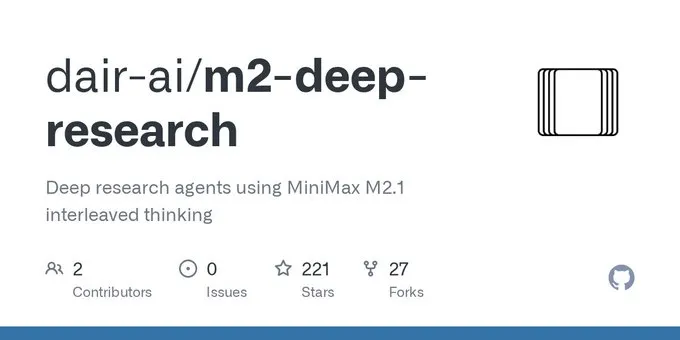 dair-ai/m2-deep-
research
Deep research agents using MiniMax M2.1
interleaved thinking
2 0 221 27
Contributors Issues Stars Forks